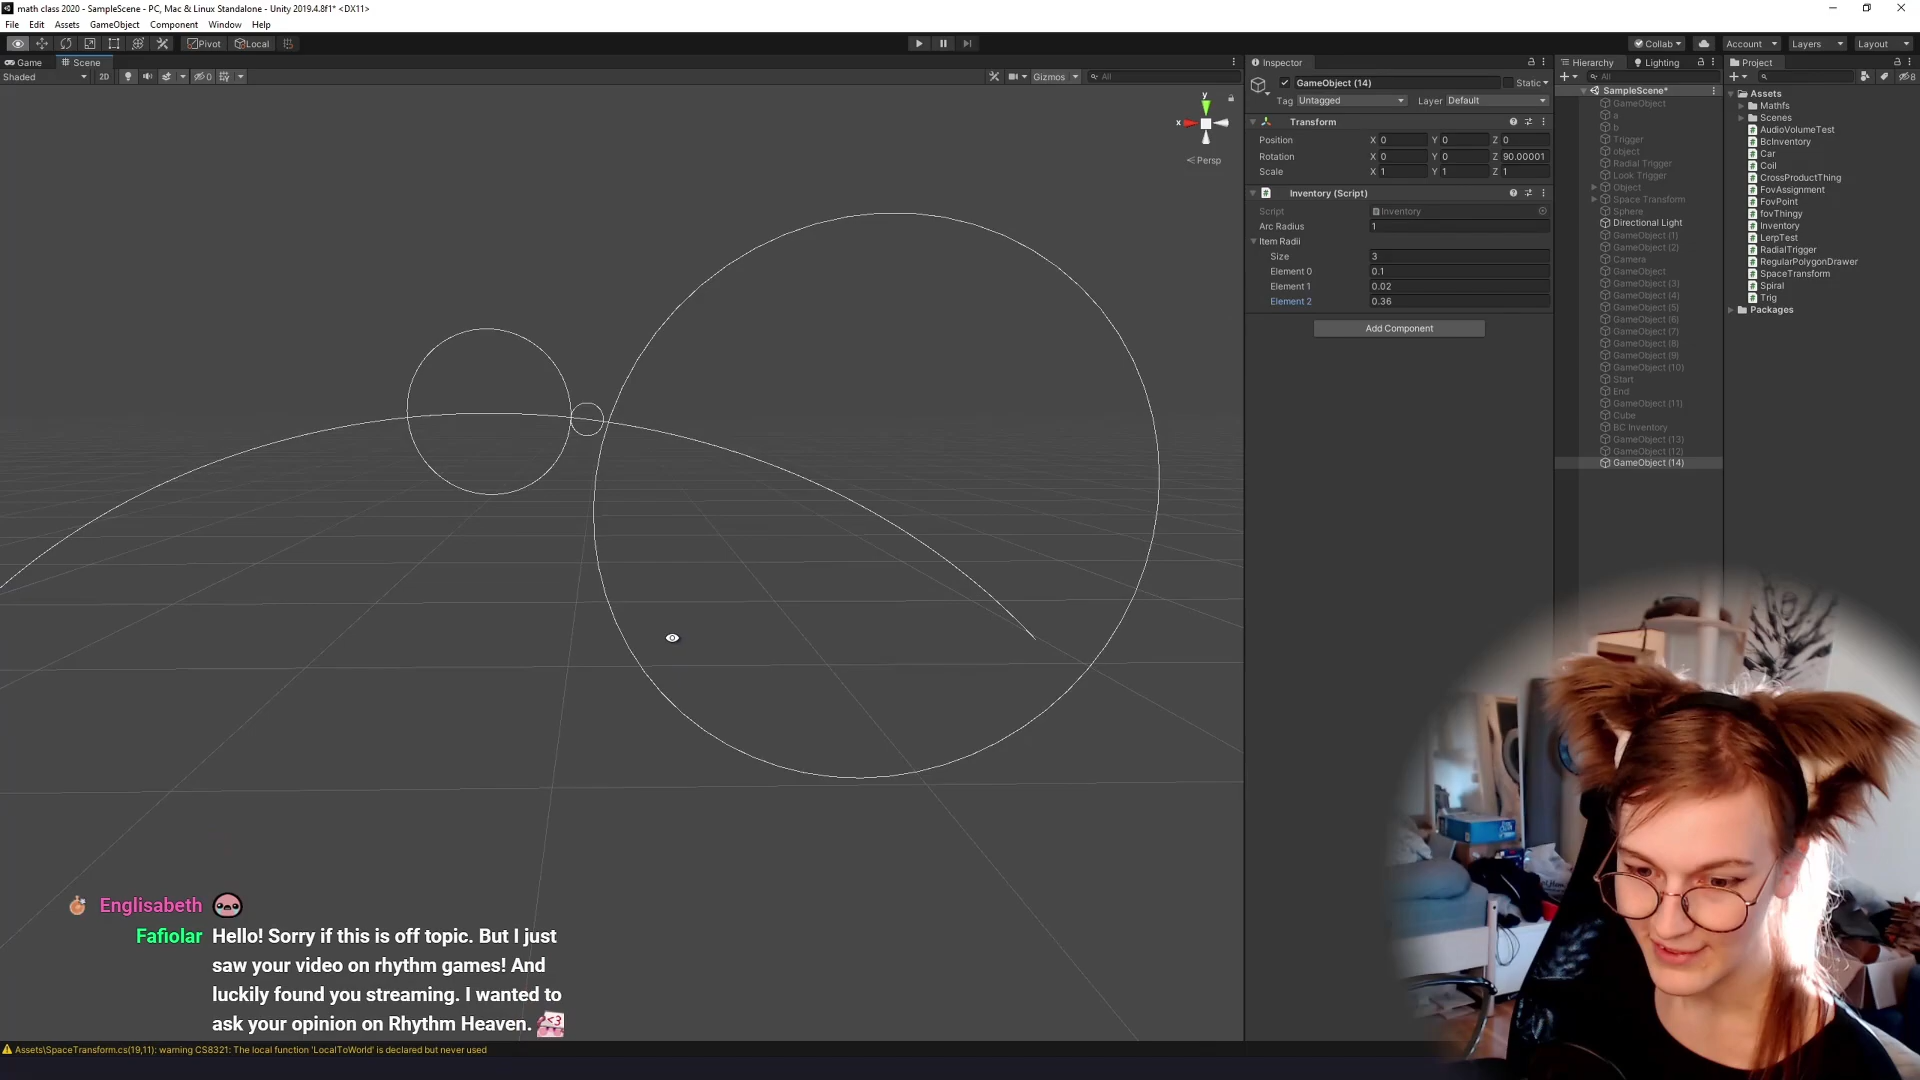 math class 2020 - SampleScene - PC, Mac & Linux Standalone - Unity 2019.4.8f1* <DX11>
File Edit Assets GameObject Component Window Help
Pivot Local
Collab Account Layers Layout
Game Scene
Shaded 2D 0 Gizmos All
y
x
Persp
Inspector
GameObject (14) Static
Tag Untagged Layer Default
Transform
Position X 0 Y 0 Z 0
Rotation X 0 Y 0 Z 90.00001
Scale X 1 Y 1 Z 1
Inventory (Script)
Script Inventory
Arc Radius 1
Item Radii
Size 3
Element 0 0.1
Element 1 0.02
Element 2 0.36
Add Component
Hierarchy Lighting
All
SampleScene*
GameObject
a
b
Trigger
object
Radial Trigger
Look Trigger
Object
Space Transform
Sphere
Directional Light
GameObject (1)
GameObject (2)
Camera
GameObject
GameObject (3)
GameObject (4)
GameObject (5)
GameObject (6)
GameObject (7)
GameObject (8)
GameObject (9)
GameObject (10)
Start
End
GameObject (11)
Cube
BC Inventory
GameObject (13)
GameObject (12)
GameObject (14)
Project
8
Assets
Mathfs
Scenes
AudioVolumeTest
BcInventory
Car
Coil
CrossProductThing
FovAssignment
FovPoint
fovThingy
Inventory
LerpTest
RadialTrigger
RegularPolygonDrawer
SpaceTransform
Spiral
Trig
Packages
Englisabeth
Fafiolar Hello! Sorry if this is off topic. But I just
saw your video on rhythm games! And
luckily found you streaming. I wanted to
ask your opinion on Rhythm Heaven. <3
Assets\SpaceTransform.cs(19,11): warning CS8321: The local function 'LocalToWorld' is declared but never used